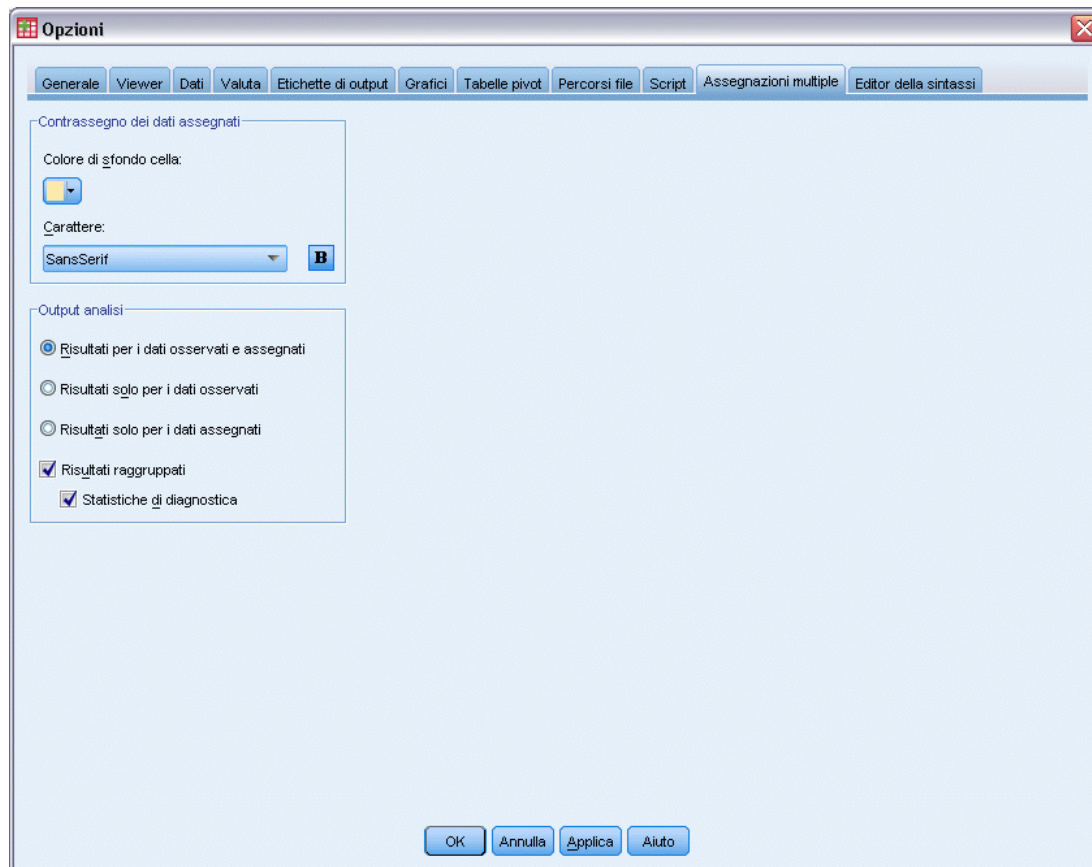 Opzioni
Generale Viewer Dati Valuta Etichette di output Grafici Tabelle pivot Percorsi file Script Assegnazioni multiple Editor della sintassi
Contrassegno dei dati assegnati
Colore di sfondo cella:
Carattere:
SansSerif B
Output analisi
Risultati per i dati osservati e assegnati
Risultati solo per i dati osservati
Risultati solo per i dati assegnati
Risultati raggruppati
Statistiche di diagnostica
OK Annulla Applica Aiuto